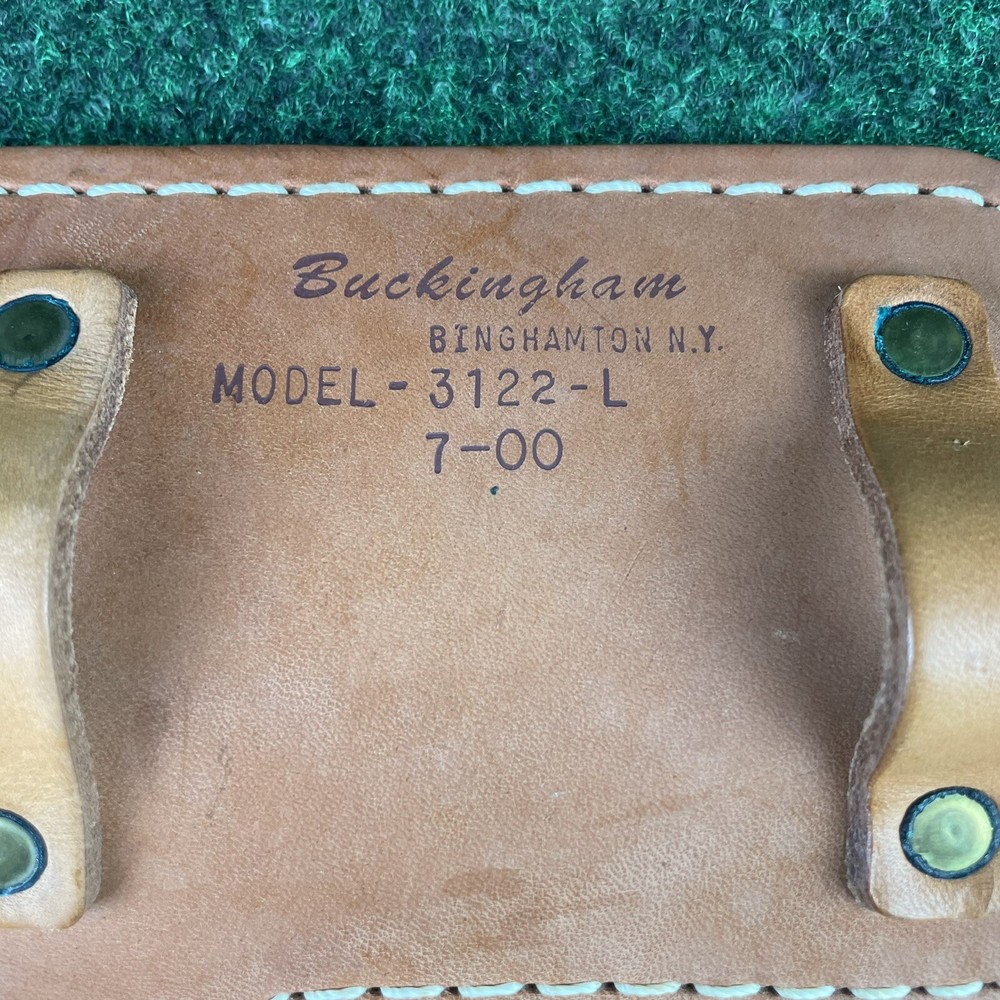 Buckingham
BINGHAMTON N.Y.
MODEL-3122-L
7-00